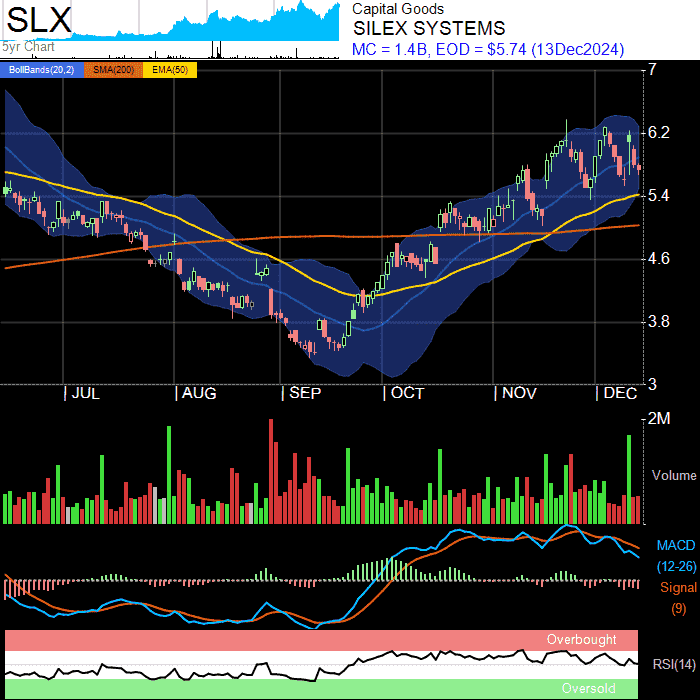 SLX
5yr Chart
Capital Goods
SILEX SYSTEMS
MC = 1.4B, EOD = $5.74 (13Dec2024)
BollBands(20,2) SMA(200) EMA(50)
7
6.2
5.4
4.6
3.8
3
JUL AUG SEP OCT NOV DEC
2M
Volume
MACD
(12-26)
Signal
(9)
Overbought
RSI(14)
Oversold